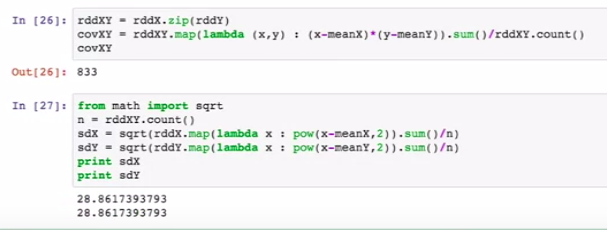 In [26]: rddXY = rddX.zip(rddY)
covXY = rddXY.map(lambda (x,y) : (x-meanX)*(y-meanY)).sum()/rddXY.count()
covXY
Out[26]: 833
In [27]: from math import sqrt
n = rddXY.count()
sdX = sqrt(rddX.map(lambda x : pow(x-meanX,2)).sum()/n)
sdY = sqrt(rddY.map(lambda x : pow(x-meanY,2)).sum()/n)
print sdX
print sdY
28.8617393793
28.8617393793